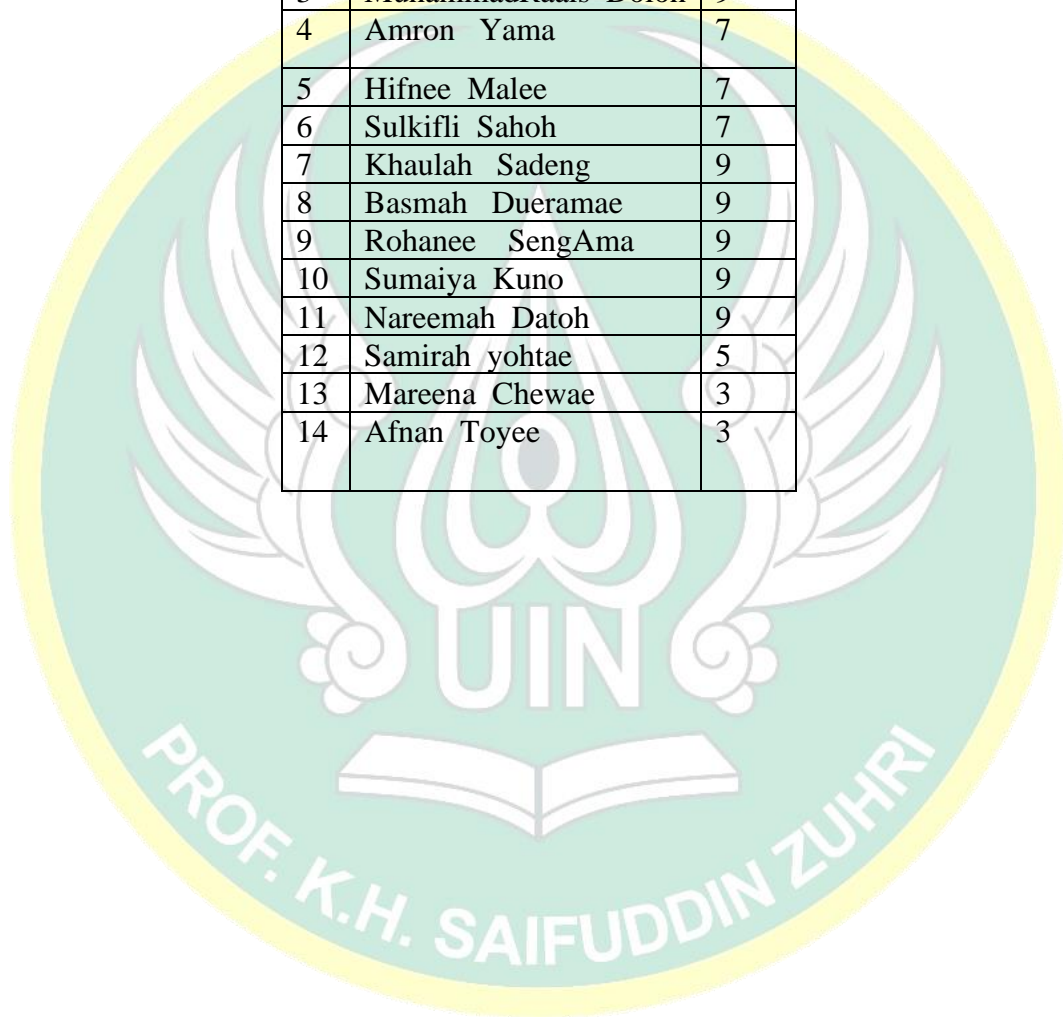 4 Amron Yama 7
5 Hifnee Malee 7
6 Sulkifli Sahoh 7
7 Khaulah Sadeng 9
8 Basmah Dueramae 9
9 Rohanee SengAma 9
10 Sumaiya Kuno 9
11 Nareemah Datoh 9
12 Samirah yohtae 5
13 Mareena Chewae 3
14 Afnan Toyee 3
UIN
PROF. K.H. SAIFUDDIN ZUHRI